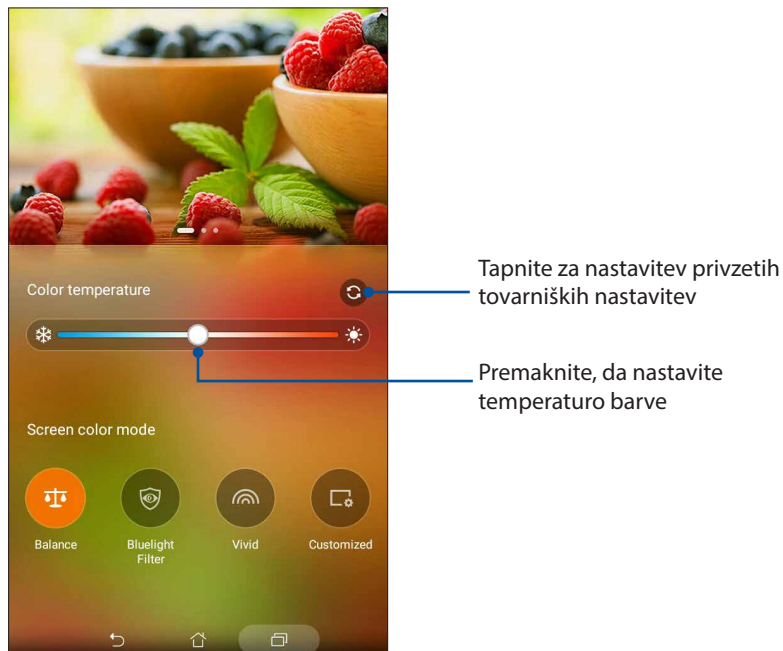 Color temperature
Tapnite za nastavitev privzetih
tovarniških nastavitev
Premaknite, da nastavite
temperaturo barve
Screen color mode
Balance
Bluelight
Filter
Vivid
Customized